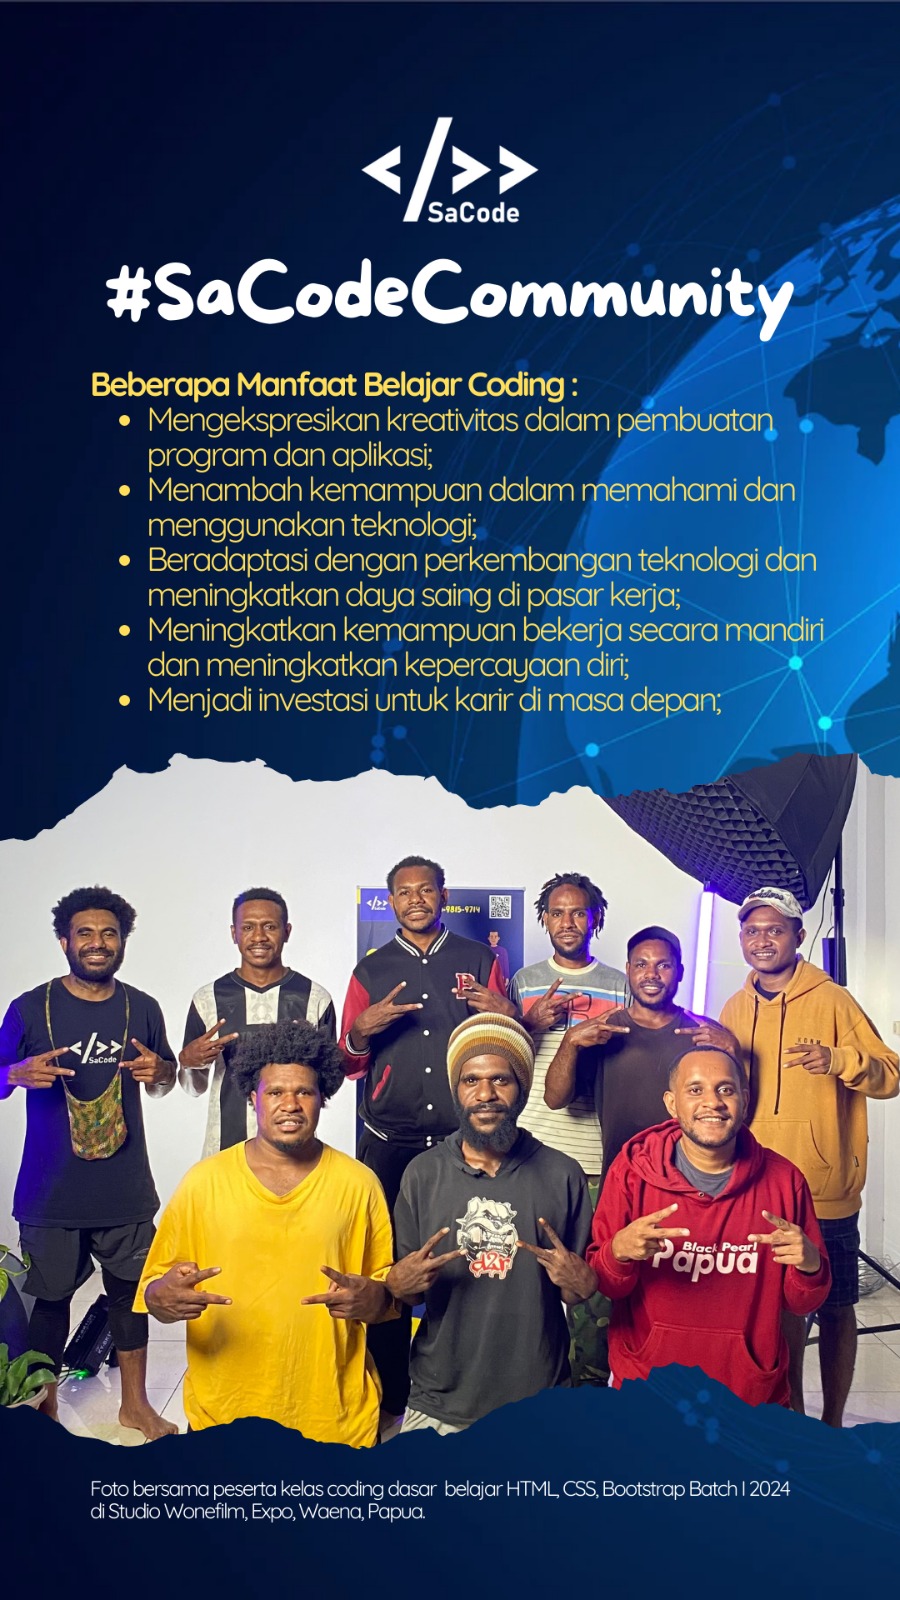 </>>
SaCode
#SaCodeCommunity
Beberapa Manfaat Belajar Coding :
• Mengekspresikan kreativitas dalam pembuatan
program dan aplikasi;
• Menambah kemampuan dalam memahami dan
menggunakan teknologi;
• Beradaptasi dengan perkembangan teknologi dan
meningkatkan daya saing di pasar kerja;
• Meningkatkan kemampuan bekerja secara mandiri
dan meningkatkan kepercayaan diri;
• Menjadi investasi untuk karir di masa depan;
</>>
-9815-9714
</>>
SaCode
Black Pearl
Papua
Foto bersama peserta kelas coding dasar belajar HTML, CSS, Bootstrap Batch I 2024
di Studio Wonefilm, Expo, Waena, Papua.